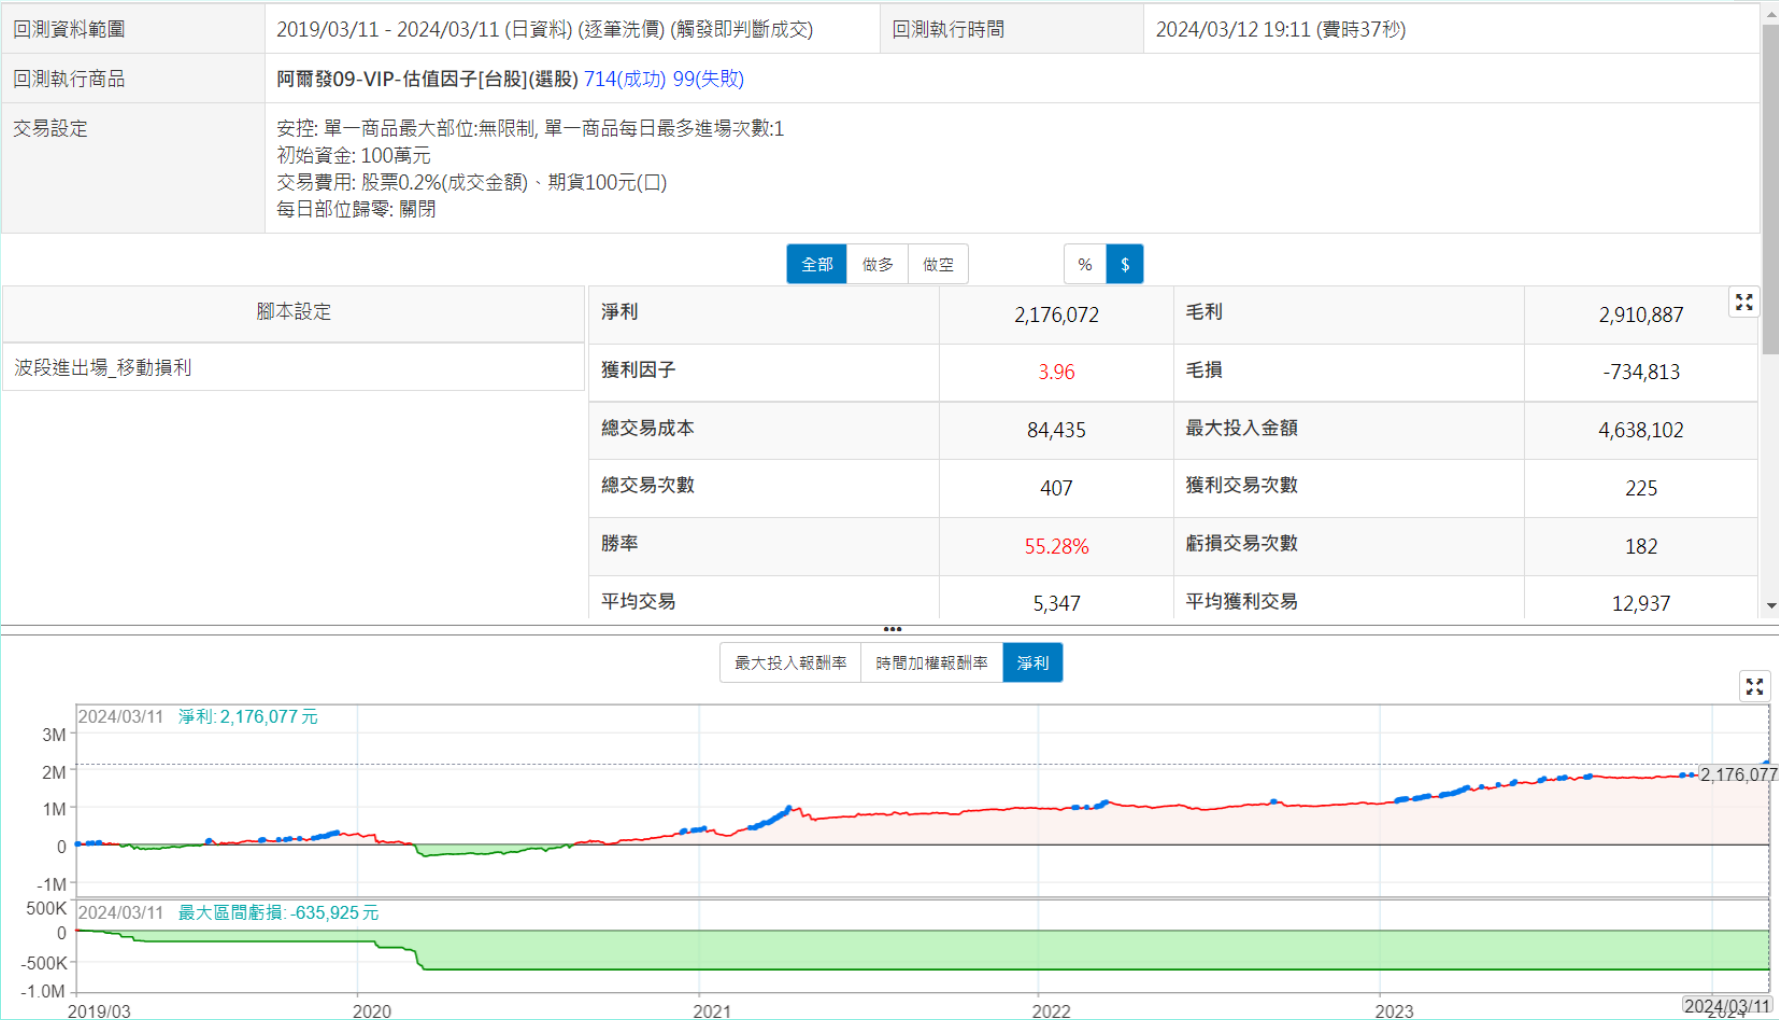 回測資料範圍 2019/03/11 - 2024/03/11 (日資料) (逐筆洗價) (觸發即判斷成交) 回測執行時間 2024/03/12 19:11 (費時37秒)
回測執行商品 阿爾發09-VIP-估值因子[台股](選股) 714(成功) 99(失敗)
交易設定 安控: 單一商品最大部位:無限制, 單一商品每日最多進場次數:1
初始資金: 100萬元
交易費用: 股票0.2%(成交金額)、期貨100元(口)
每日部位歸零: 關閉
全部 做多 做空 % $
腳本設定
波段進出場_移動損利
淨利 2,176,072 毛利 2,910,887
獲利因子 3.96 毛損 -734,813
總交易成本 84,435 最大投入金額 4,638,102
總交易次數 407 獲利交易次數 225
勝率 55.28% 虧損交易次數 182
平均交易 5,347 平均獲利交易 12,937
最大投入報酬率 時間加權報酬率 淨利
2024/03/11 淨利: 2,176,077 元
3M
2M
2,176,077
1M
0
-1M
500K
2024/03/11 最大區間虧損: -635,925 元
0
-500K
-1.0M
2019/03 2020 2021 2022 2023 2024
2024/03/11